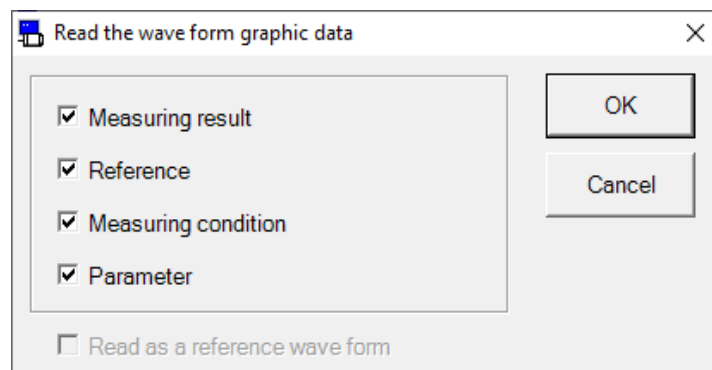 Read the wave form graphic data
Measuring result
Reference
Measuring condition
Parameter
Read as a reference wave form
OK
Cancel